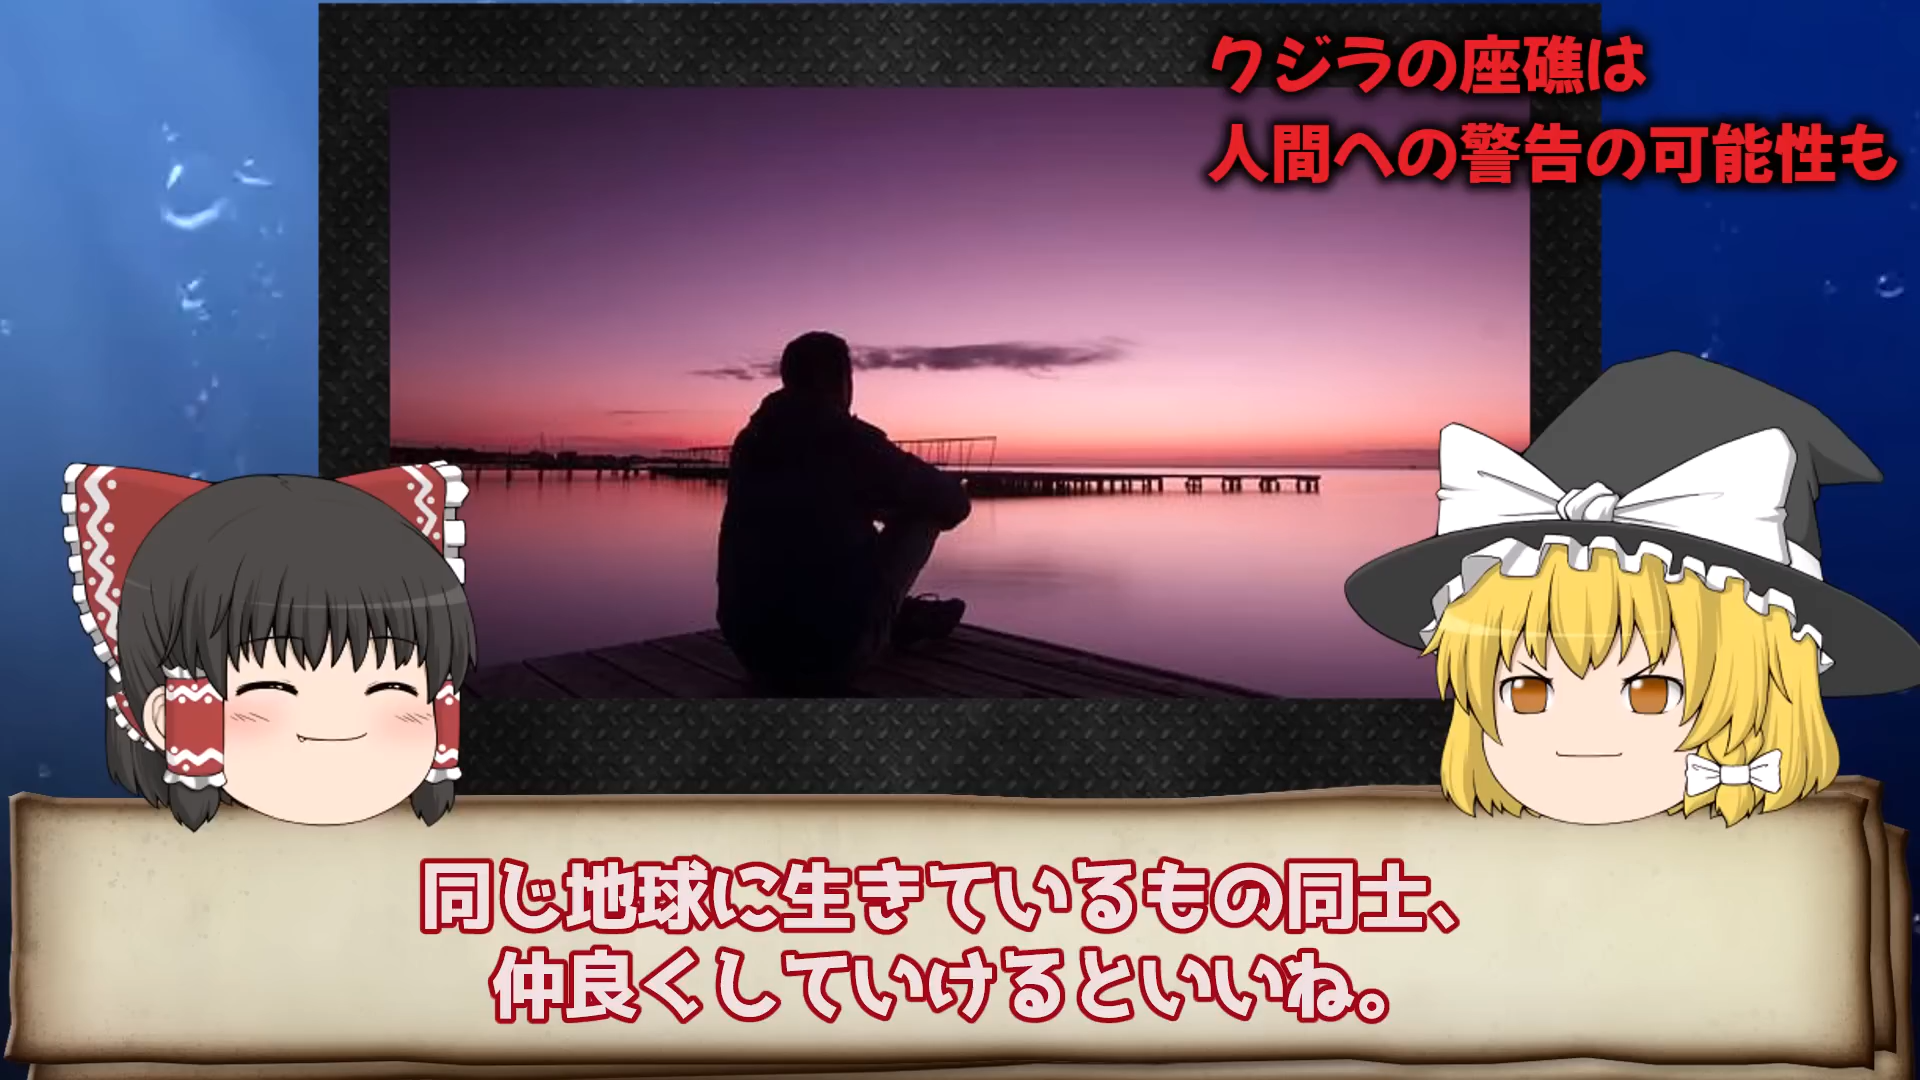 クジラの座礁は
人間への警告の可能性も
同じ地球に生きているもの同士、
仲良くしていけるといいね。